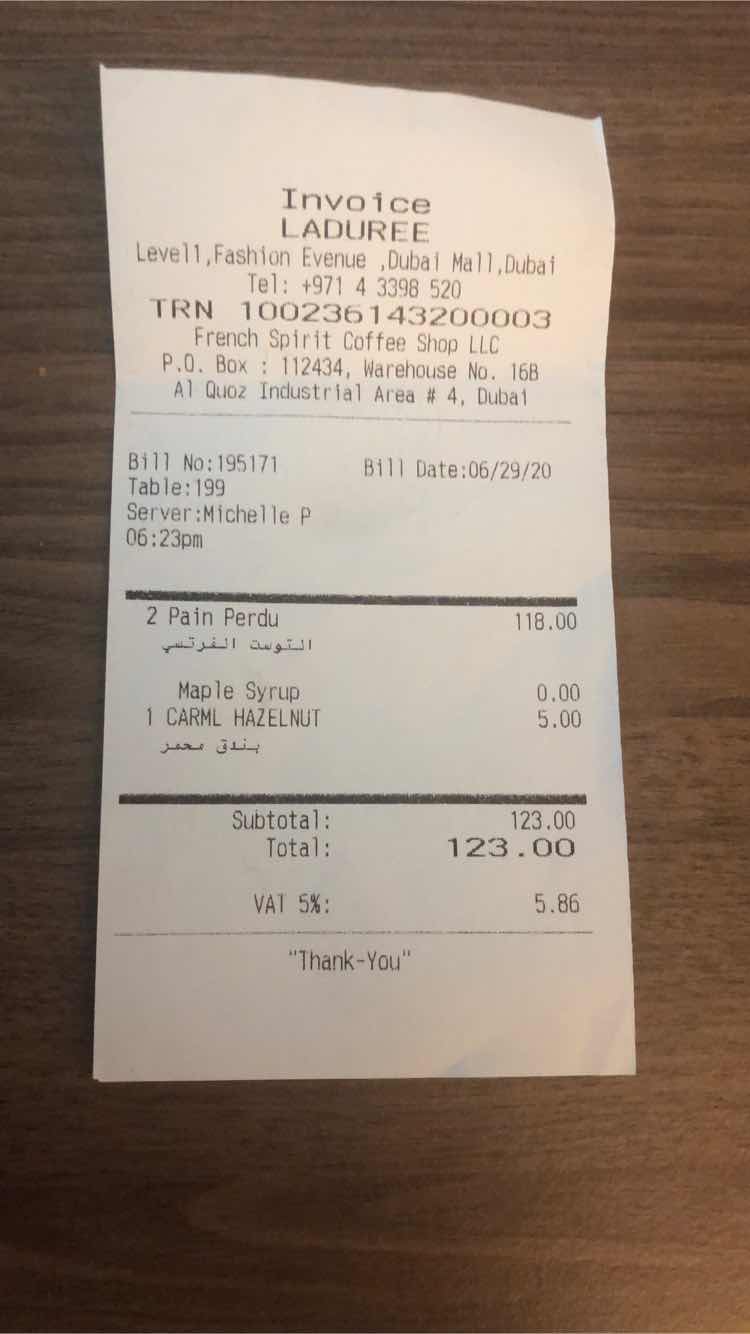 Invoice
LADUREE
Level1,Fashion Evenue ,Dubai Mall,Dubai
Tel: +971 4 3398 520
TRN 100236143200003
French Spirit Coffee Shop LLC
P.O. Box : 112434, Warehouse No. 16B
Al Quoz Industrial Area # 4, Dubai
Bill No:195171 Bill Date:06/29/20
Table:199
Server:Michelle P
06:23pm
2 Pain Perdu 118.00
التوست الفرتسي
Maple Syrup 0.00
1 CARML HAZELNUT 5.00
بندق محمز
Subtotal: 123.00
Total: 123.00
VAT 5%: 5.86
"Thank-You"